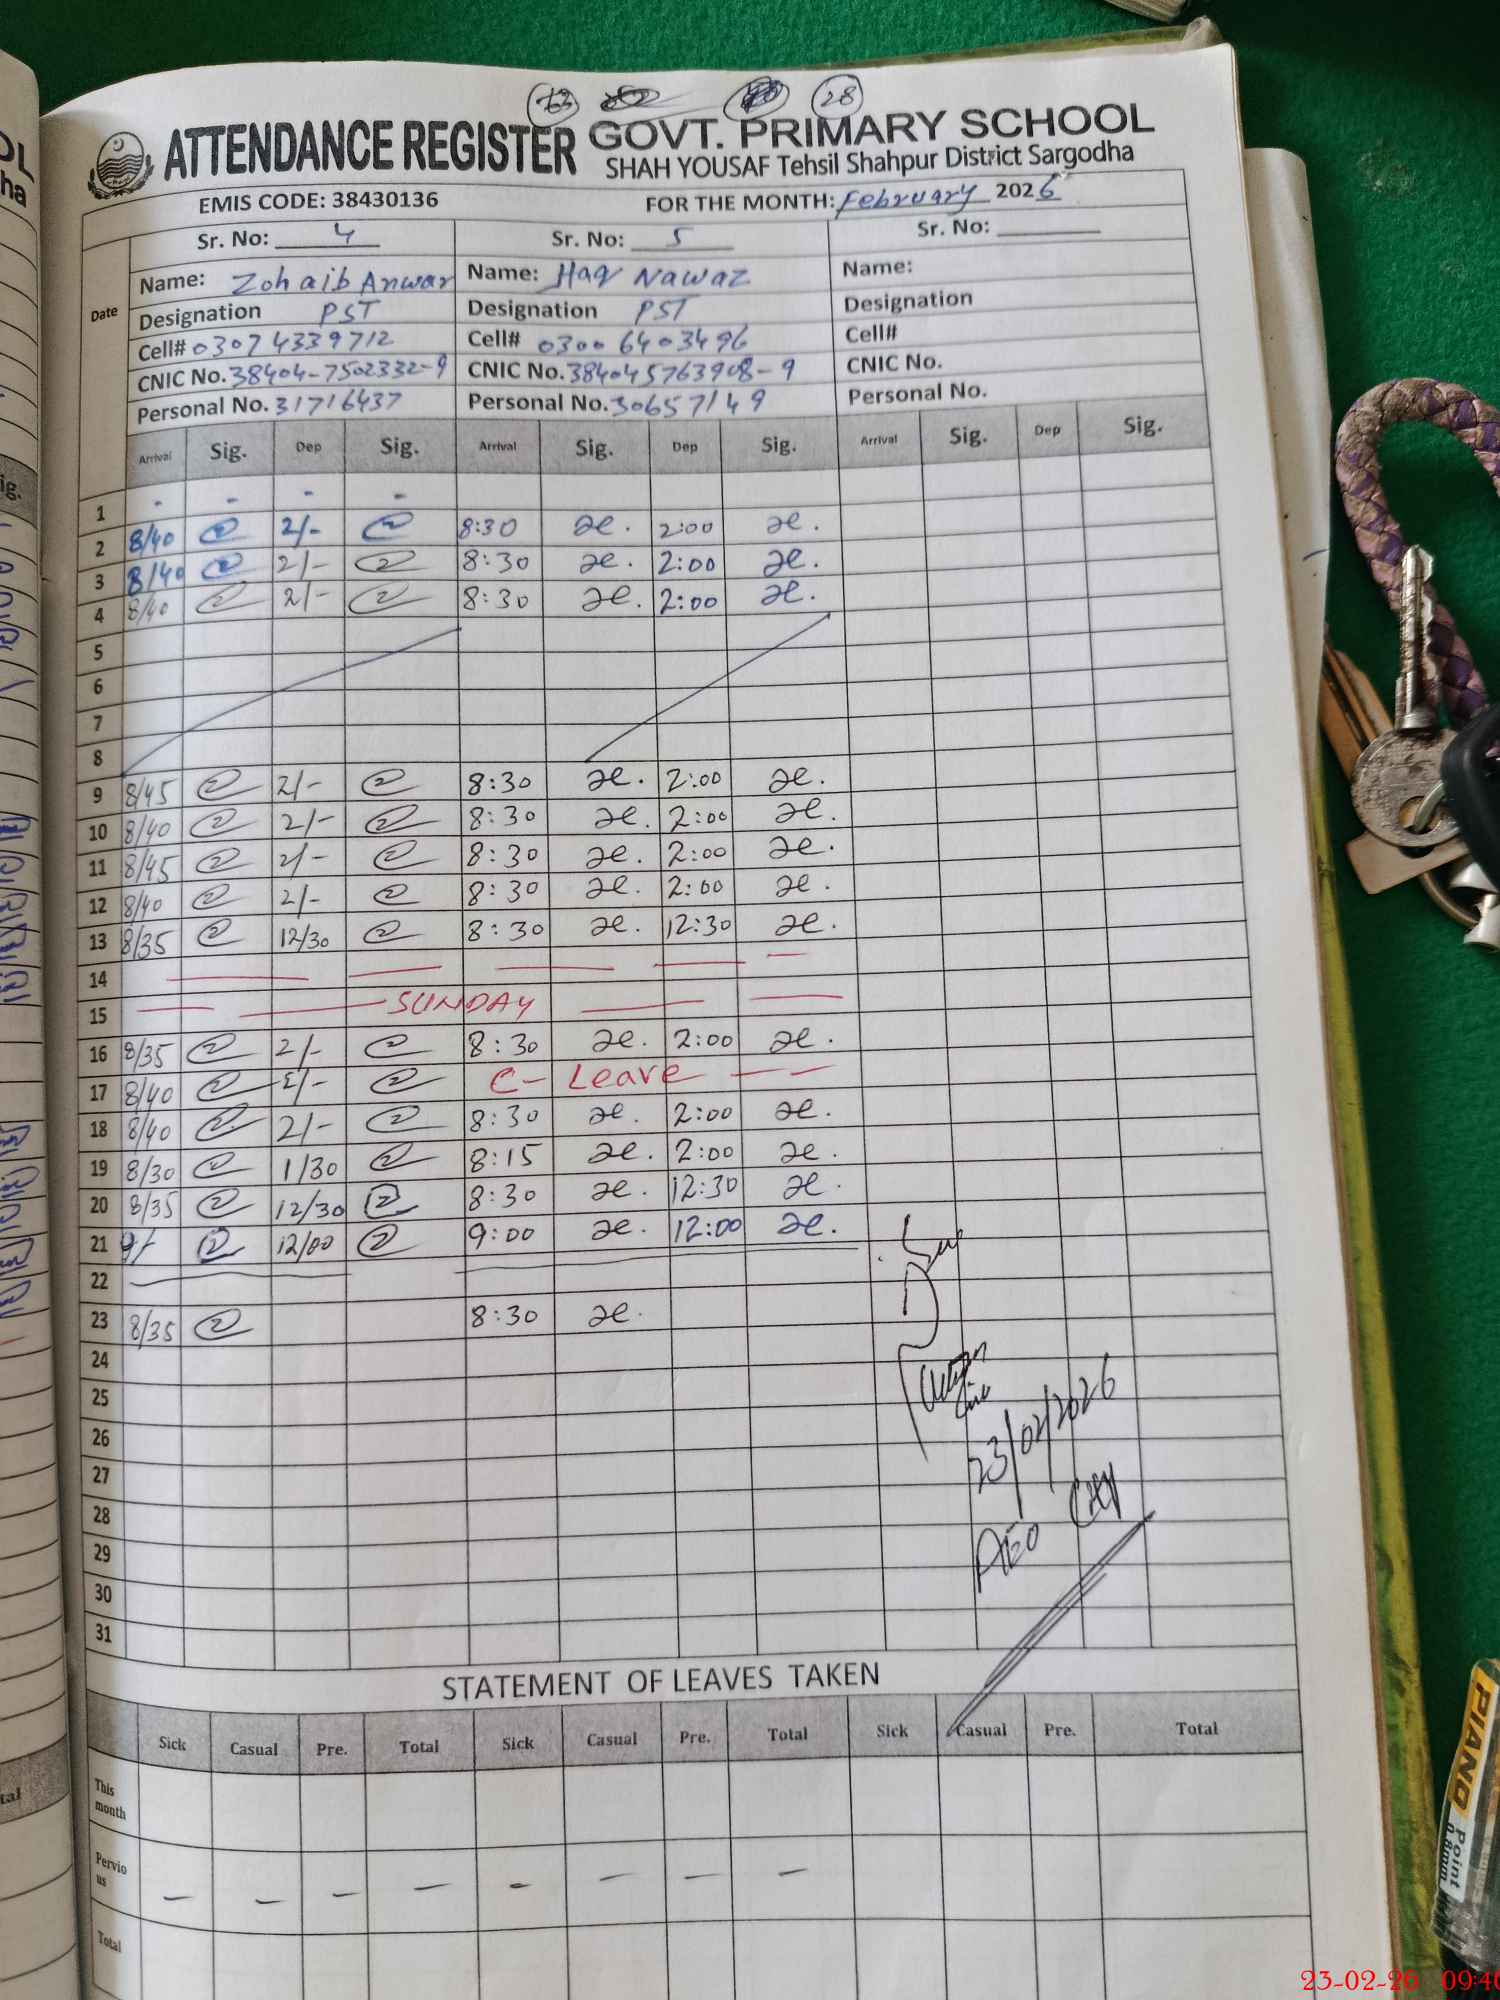 28
ATTENDANCE REGISTER GOVT. PRIMARY SCHOOL
SHAH YOUSAF Tehsil Shahpur District Sargodha
EMIS CODE: 38430136 FOR THE MONTH: February 2026
Date Sr. No: 4 Sr. No: 5 Sr. No:
Name: Zohaib Anwar Name: Haq Nawaz Name:
Designation PST Designation PST Designation
Cell# 03074339712 Cell# 03006403496 Cell#
CNIC No. 38404-7502332-9 CNIC No. 384045763908-9 CNIC No.
Personal No. 31716437 Personal No. 30657149 Personal No.
Arrival Sig. Dep Sig. Arrival Sig. Dep Sig. Arrival Sig. Dep Sig.
1 - - - -
2 8/40 2/- 8:30 2:00
3 8/40 2/- 8:30 2:00
4 8/40 2/- 8:30 2:00
5
6
7
8
9 8/45 2/- 8:30 2:00
10 8/40 2/- 8:30 2:00
11 8/45 2/- 8:30 2:00
12 8/40 2/- 8:30 2:00
13 8/35 12/30 8:30 12:30
14
15 SUNDAY
16 8/35 2/- 8:30 2:00
17 8/40 C- Leave
18 8/40 2/- 8:30 2:00
19 8/30 1/30 8:15 2:00
20 8/35 12/30 8:30 12:30
21 9/- 12/00 9:00 12:00
22
23 8/35 8:30
24
25
26
27
28
29
30
31
23/02/2026
AEO
STATEMENT OF LEAVES TAKEN
Sick Casual Pre. Total Sick Casual Pre. Total Sick Casual Pre. Total
This month
Pervious - - - - - - - -
Total
PIANO
Point
0.8mm
23-02-26 09:4